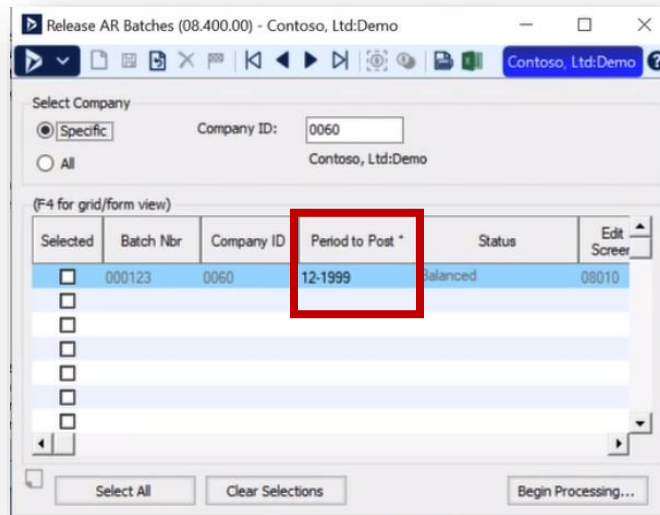 Release AR Batches (08.400.00) - Contoso, Ltd:Demo
Contoso, Ltd:Demo
Select Company
Specific
Company ID: 0060
All
Contoso, Ltd:Demo
(F4 for grid/form view)
Selected Batch Nbr Company ID Period to Post * Status Edit Screen
000123 0060 12-1999 Balanced 08010
Select All Clear Selections Begin Processing...